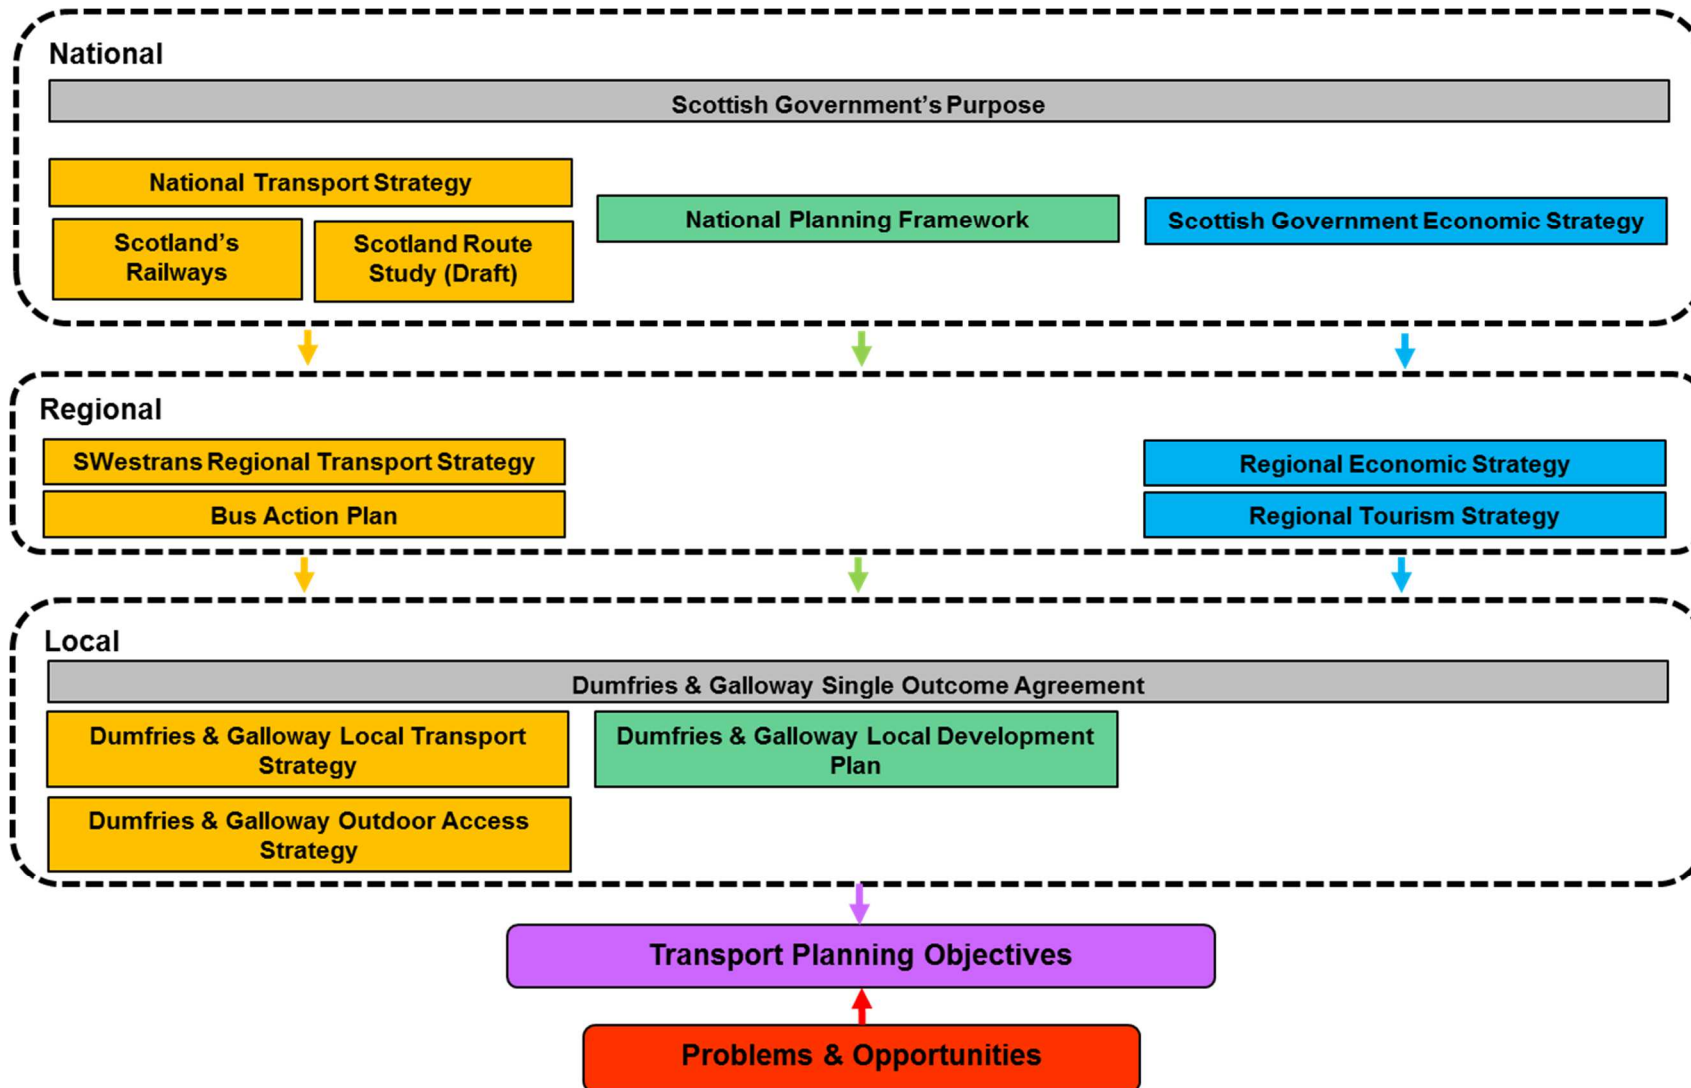 National
Scottish Government's Purpose
National Transport Strategy
Scotland's
Railways
Scotland Route
Study (Draft)
National Planning Framework
Scottish Government Economic Strategy
Regional
SWestrans Regional Transport Strategy
Bus Action Plan
Regional Economic Strategy
Regional Tourism Strategy
Local
Dumfries & Galloway Single Outcome Agreement
Dumfries & Galloway Local Transport
Strategy
Dumfries & Galloway Local Development
Plan
Dumfries & Galloway Outdoor Access
Strategy
Transport Planning Objectives
Problems & Opportunities